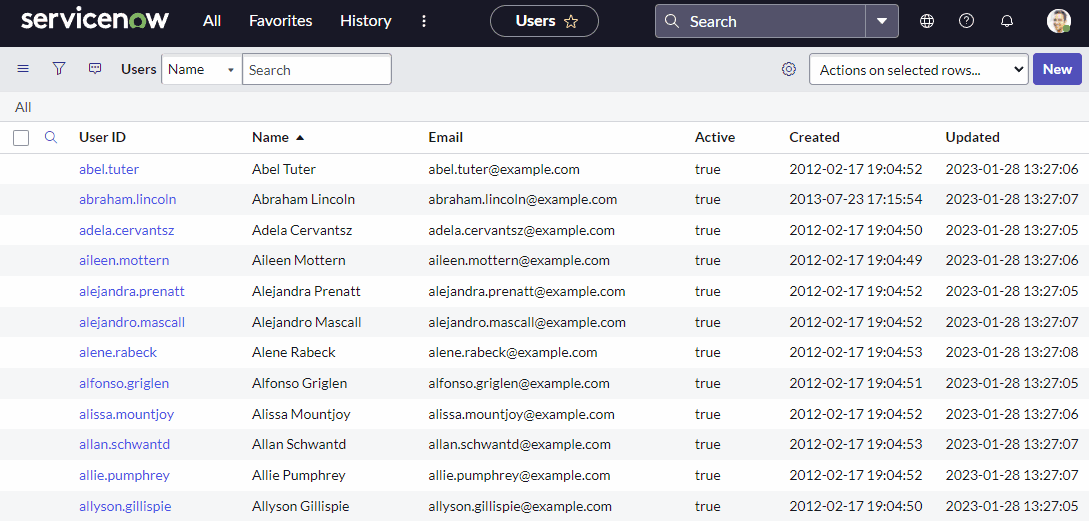 servicenow All Favorites History Users Search
Users Name Search Actions on selected rows... New
All
User ID Name Email Active Created Updated
abel.tuter Abel Tuter abel.tuter@example.com true 2012-02-17 19:04:52 2023-01-28 13:27:06
abraham.lincoln Abraham Lincoln abraham.lincoln@example.com true 2013-07-23 17:15:54 2023-01-28 13:27:07
adela.cervantsz Adela Cervantsz adela.cervantsz@example.com true 2012-02-17 19:04:50 2023-01-28 13:27:05
aileen.mottern Aileen Mottern aileen.mottern@example.com true 2012-02-17 19:04:49 2023-01-28 13:27:06
alejandra.prenatt Alejandra Prenatt alejandra.prenatt@example.com true 2012-02-17 19:04:52 2023-01-28 13:27:05
alejandro.mascall Alejandro Mascall alejandro.mascall@example.com true 2012-02-17 19:04:52 2023-01-28 13:27:07
alene.rabeck Alene Rabeck alene.rabeck@example.com true 2012-02-17 19:04:53 2023-01-28 13:27:08
alfonso.griglen Alfonso Griglen alfonso.griglen@example.com true 2012-02-17 19:04:51 2023-01-28 13:27:05
alissa.mountjoy Alissa Mountjoy alissa.mountjoy@example.com true 2012-02-17 19:04:52 2023-01-28 13:27:06
allan.schwantd Allan Schwantd allan.schwantd@example.com true 2012-02-17 19:04:53 2023-01-28 13:27:07
allie.pumphrey Allie Pumphrey allie.pumphrey@example.com true 2012-02-17 19:04:52 2023-01-28 13:27:07
allyson.gillispie Allyson Gillispie allyson.gillispie@example.com true 2012-02-17 19:04:50 2023-01-28 13:27:05